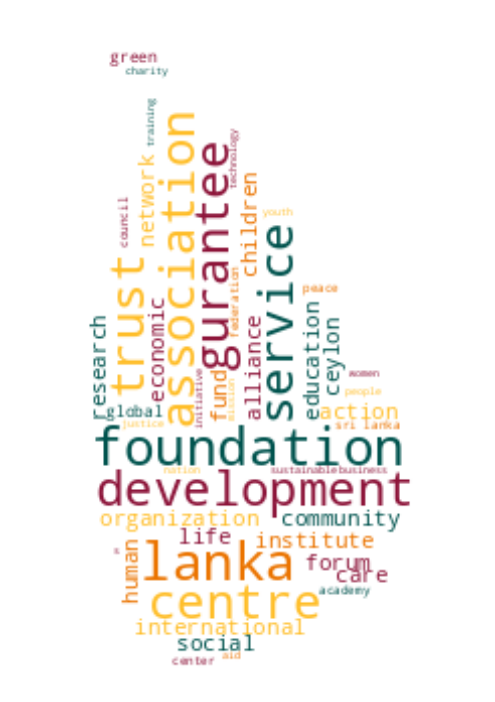 green
charity
training
association
technology
gurantee
network
children
council
youth
service
trust
federation
peace
economic
education
research
ceylon
alliance
women
initiative
fund
mission
people
global
action
justice
sri lanka
foundation
nation
sustainable
business
development
organization
community
life
institute
s
human
lanka
forum
care
academy
centre
international
social
aid
center